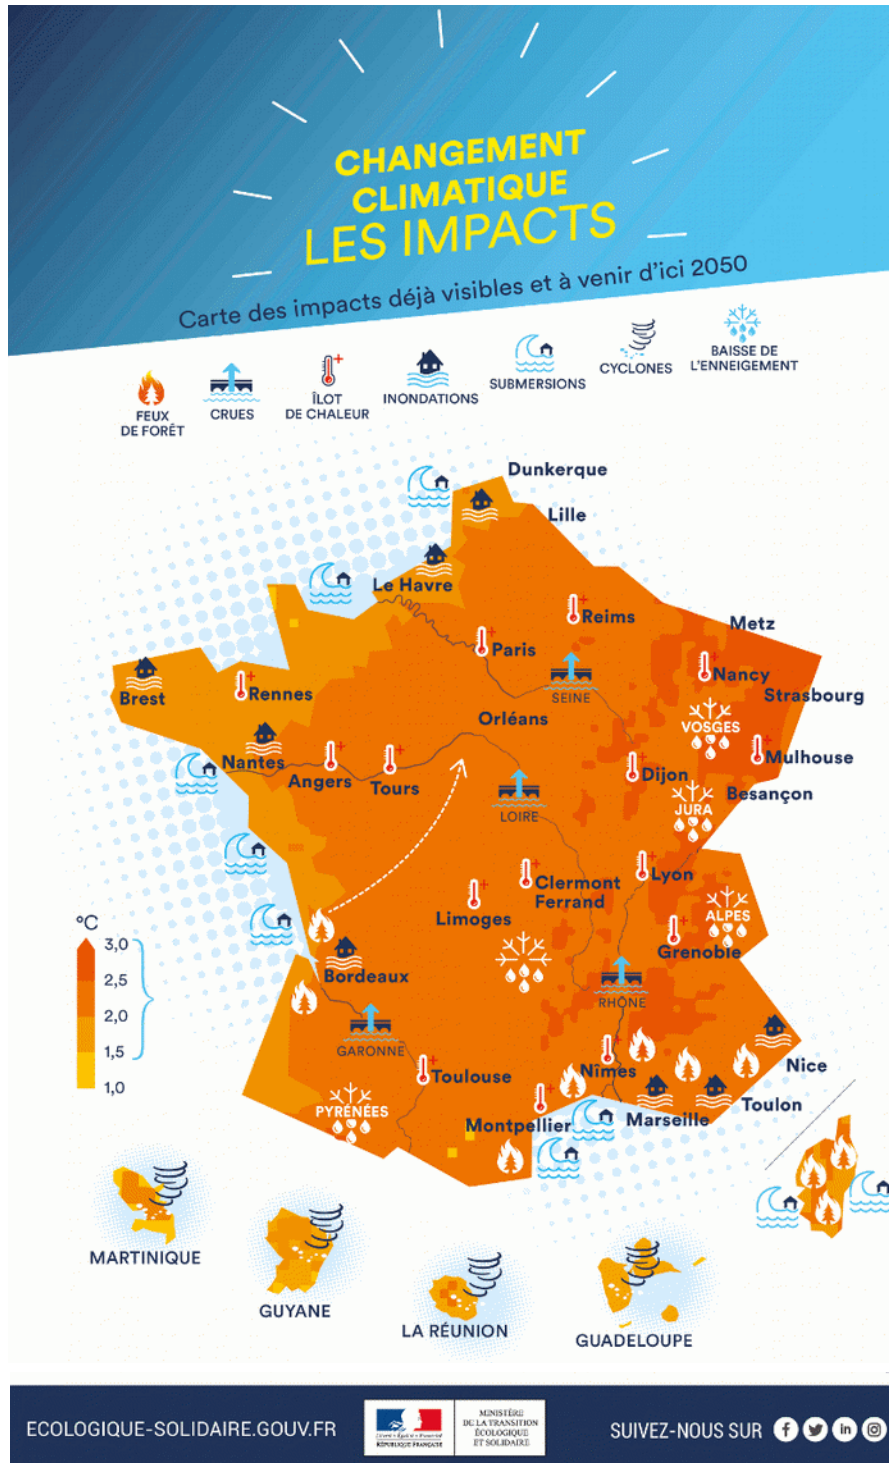 CHANGEMENT
CLIMATIQUE
LES IMPACTS
Carte des impacts déjà visibles et à venir d'ici 2050
FEUX
DE FORÊT
CRUES
ÎLOT
DE CHALEUR
INONDATIONS
SUBMERSIONS
CYCLONES
BAISSE DE
L'ENNEIGEMENT
Dunkerque
Lille
Le Havre
Reims
Metz
Paris
Nancy
Brest
Rennes
SEINE
Strasbourg
Orléans
VOSGES
Nantes
Angers
Tours
Dijon
Mulhouse
Besançon
LOIRE
JURA
Clermont
Ferrand
Lyon
Limoges
ALPES
Grenoble
°C
3,0
2,5
2,0
1,5
1,0
Bordeaux
RHÔNE
GARONNE
Toulouse
Nîmes
Nice
PYRÉNÉES
Montpellier
Marseille
Toulon
MARTINIQUE
GUYANE
LA RÉUNION
GUADELOUPE
ECOLOGIQUE-SOLIDAIRE.GOUV.FR
Liberté • Égalité • Fraternité
RÉPUBLIQUE FRANÇAISE
MINISTÈRE
DE LA TRANSITION
ÉCOLOGIQUE
ET SOLIDAIRE
SUIVEZ-NOUS SUR